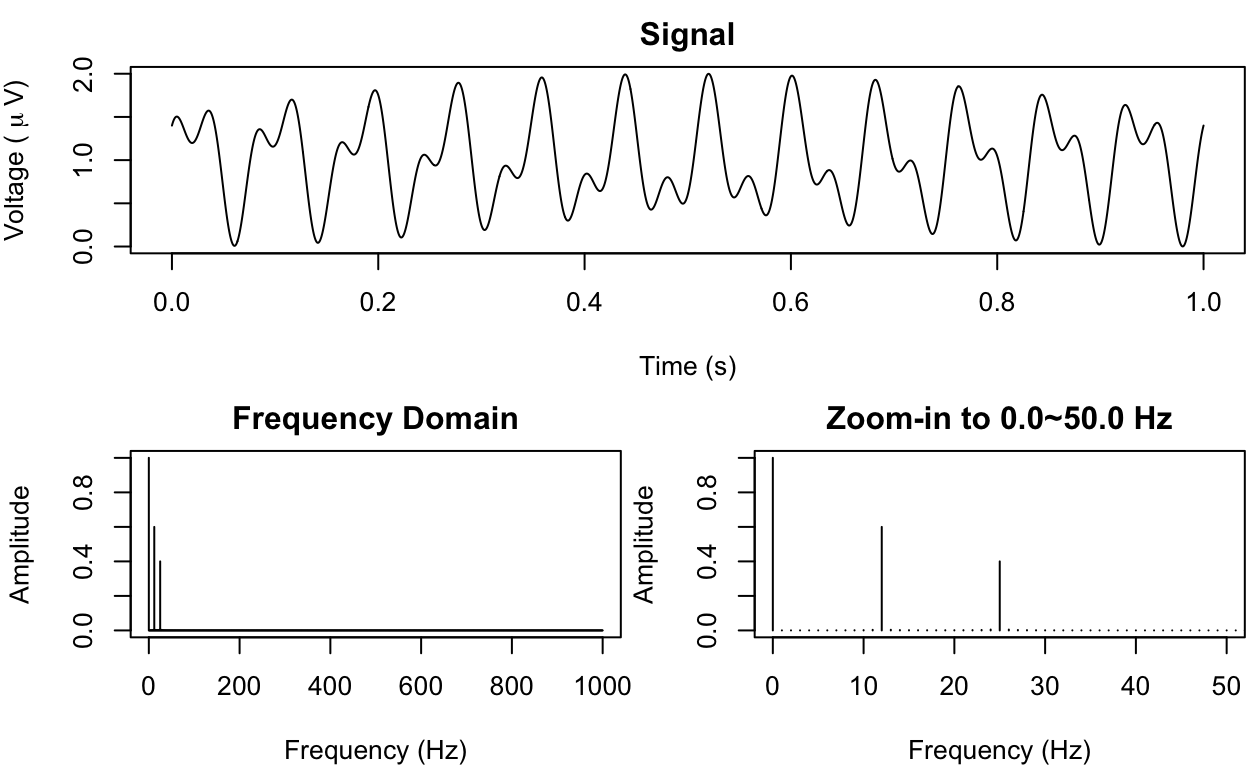 Signal
Voltage ( μ V)
2.0
1.0
0.0
0.0 0.2 0.4 0.6 0.8 1.0
Time (s)
Frequency Domain
Amplitude
0.8
0.4
0.0
0 200 400 600 800 1000
Frequency (Hz)
Zoom-in to 0.0~50.0 Hz
Amplitude
0.8
0.4
0.0
0 10 20 30 40 50
Frequency (Hz)